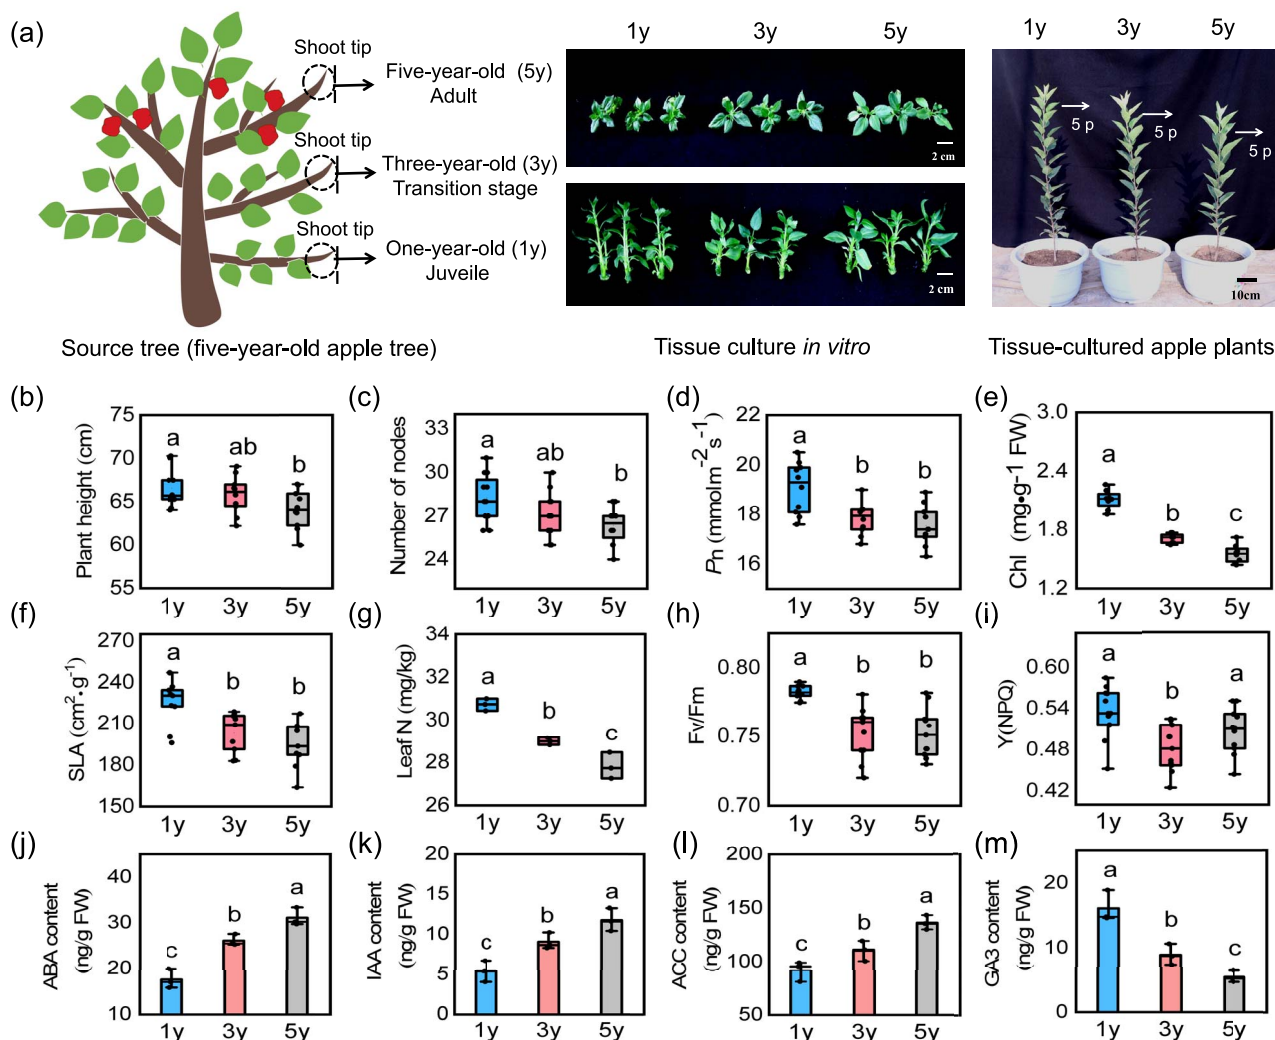 (a)
Shoot tip
Five-year-old (5y)
Adult
Shoot tip
Three-year-old (3y)
Transition stage
Shoot tip
One-year-old (1y)
Juveile
Source tree (five-year-old apple tree)
1y 3y 5y
2 cm
2 cm
Tissue culture in vitro
1y 3y 5y
5 p
5 p
5 p
10cm
Tissue-cultured apple plants
(b)
Plant height (cm)
75
70
65
60
55
a ab b
1y 3y 5y
(c)
Number of nodes
33
30
27
24
a ab b
1y 3y 5y
(d)
Pn (mmolm⁻²s⁻¹)
22
20
18
16
a b b
1y 3y 5y
(e)
Chl (mg•g-1 FW)
3.0
2.4
1.8
1.2
a b c
1y 3y 5y
(f)
SLA (cm²•g⁻¹)
270
240
210
180
150
a b b
1y 3y 5y
(g)
Leaf N (mg/kg)
34
32
30
28
26
a b c
1y 3y 5y
(h)
Fv/Fm
0.80
0.75
0.70
a b b
1y 3y 5y
(i)
Y(NPQ)
0.60
0.54
0.48
0.42
a b a
1y 3y 5y
(j)
ABA content
(ng/g FW)
40
30
20
10
c b a
1y 3y 5y
(k)
IAA content
(ng/g FW)
20
15
10
5
0
c b a
1y 3y 5y
(l)
ACC content
(ng/g FW)
200
150
100
50
c b a
1y 3y 5y
(m)
GA3 content
(ng/g FW)
20
10
0
a b c
1y 3y 5y